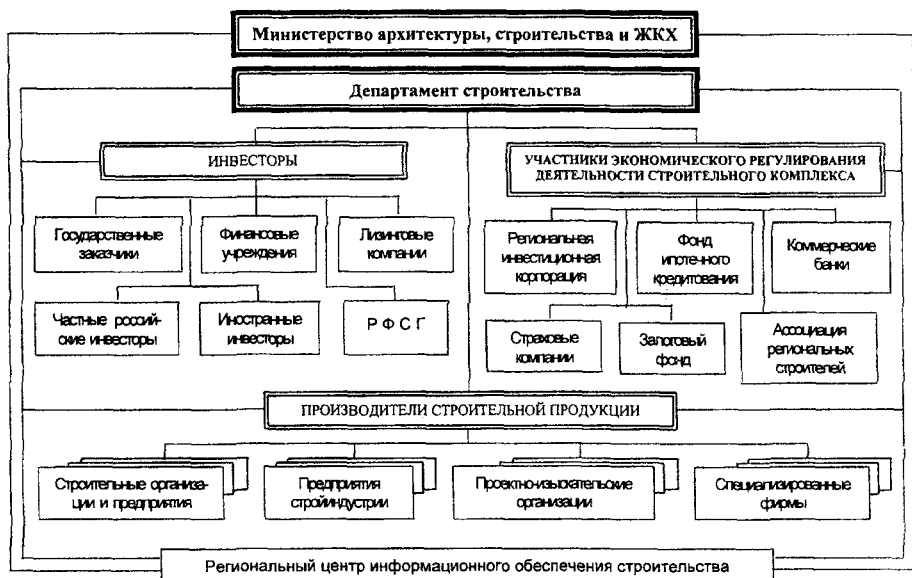 Министерство архитектуры, строительства и ЖКХ
Департамент строительства
ИНВЕСТОРЫ
УЧАСТНИКИ ЭКОНОМИЧЕСКОГО РЕГУЛИРОВАНИЯ
ДЕЯТЕЛЬНОСТИ СТРОИТЕЛЬНОГО КОМПЛЕКСА
Государственные
заказчики
Финансовые
учреждения
Лизинговые
компании
Региональная
инвестиционная
корпорация
Фонд
ипотечного
кредитования
Коммерческие
банки
Частные россий-
ские инвесторы
Иностранные
инвесторы
Р Ф С Г
Страховые
компании
Залоговый
фонд
Ассоциация
региональных
строителей
ПРОИЗВОДИТЕЛИ СТРОИТЕЛЬНОЙ ПРОДУКЦИИ
Строительные организа-
ции и предприятия
Предприятия
стройиндустрии
Проектно-изыскательские
организации
Специализированные
фирмы
Региональный центр информационного обеспечения строительства